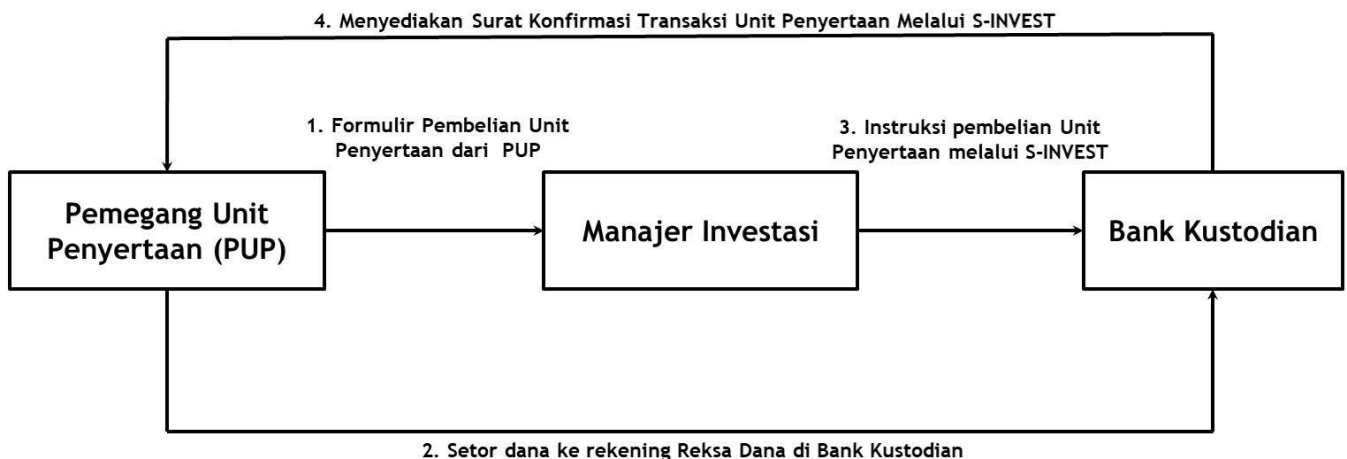 4. Menyediakan Surat Konfirmasi Transaksi Unit Penyertaan Melalui S-INVEST
1. Formulir Pembelian Unit
Penyertaan dari PUP
3. Instruksi pembelian Unit
Penyertaan melalui S-INVEST
Pemegang Unit
Penyertaan (PUP)
Manajer Investasi
Bank Kustodian
2. Setor dana ke rekening Reksa Dana di Bank Kustodian